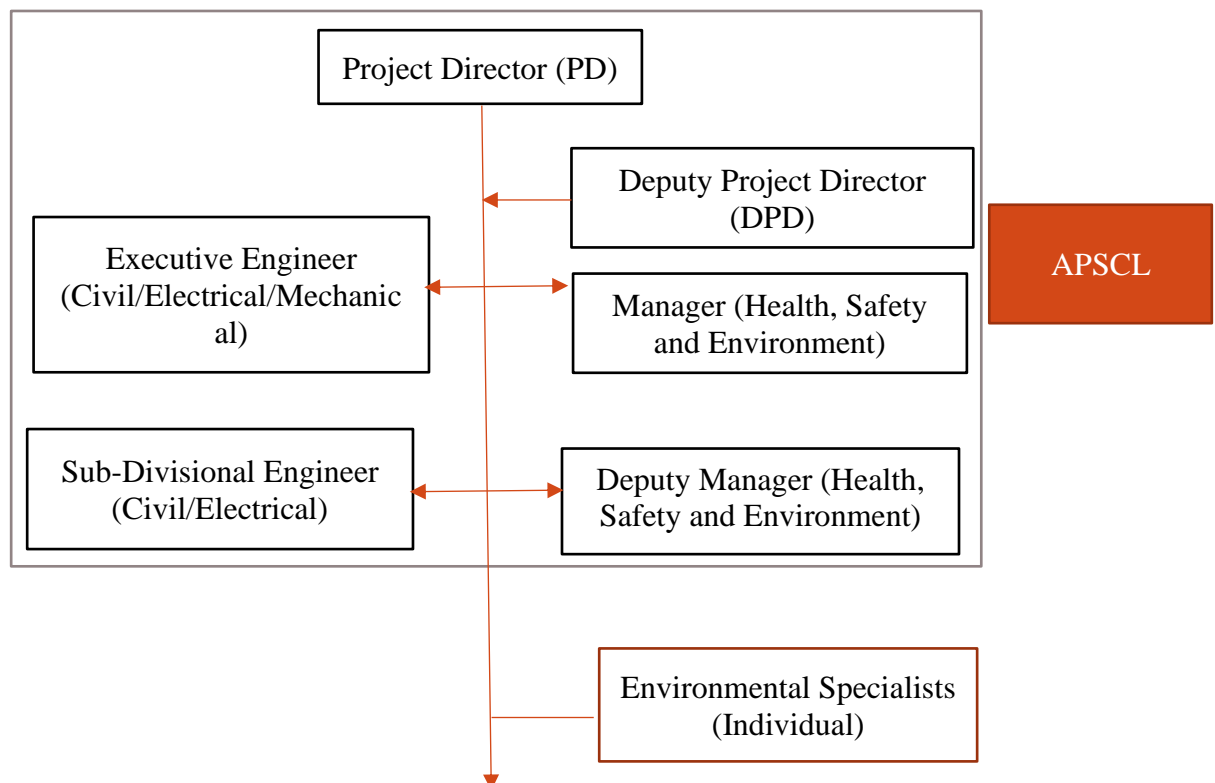 Project Director (PD)
Deputy Project Director
(DPD)
Executive Engineer
(Civil/Electrical/Mechanic
al)
Manager (Health, Safety
and Environment)
APSCL
Sub-Divisional Engineer
(Civil/Electrical)
Deputy Manager (Health,
Safety and Environment)
Environmental Specialists
(Individual)